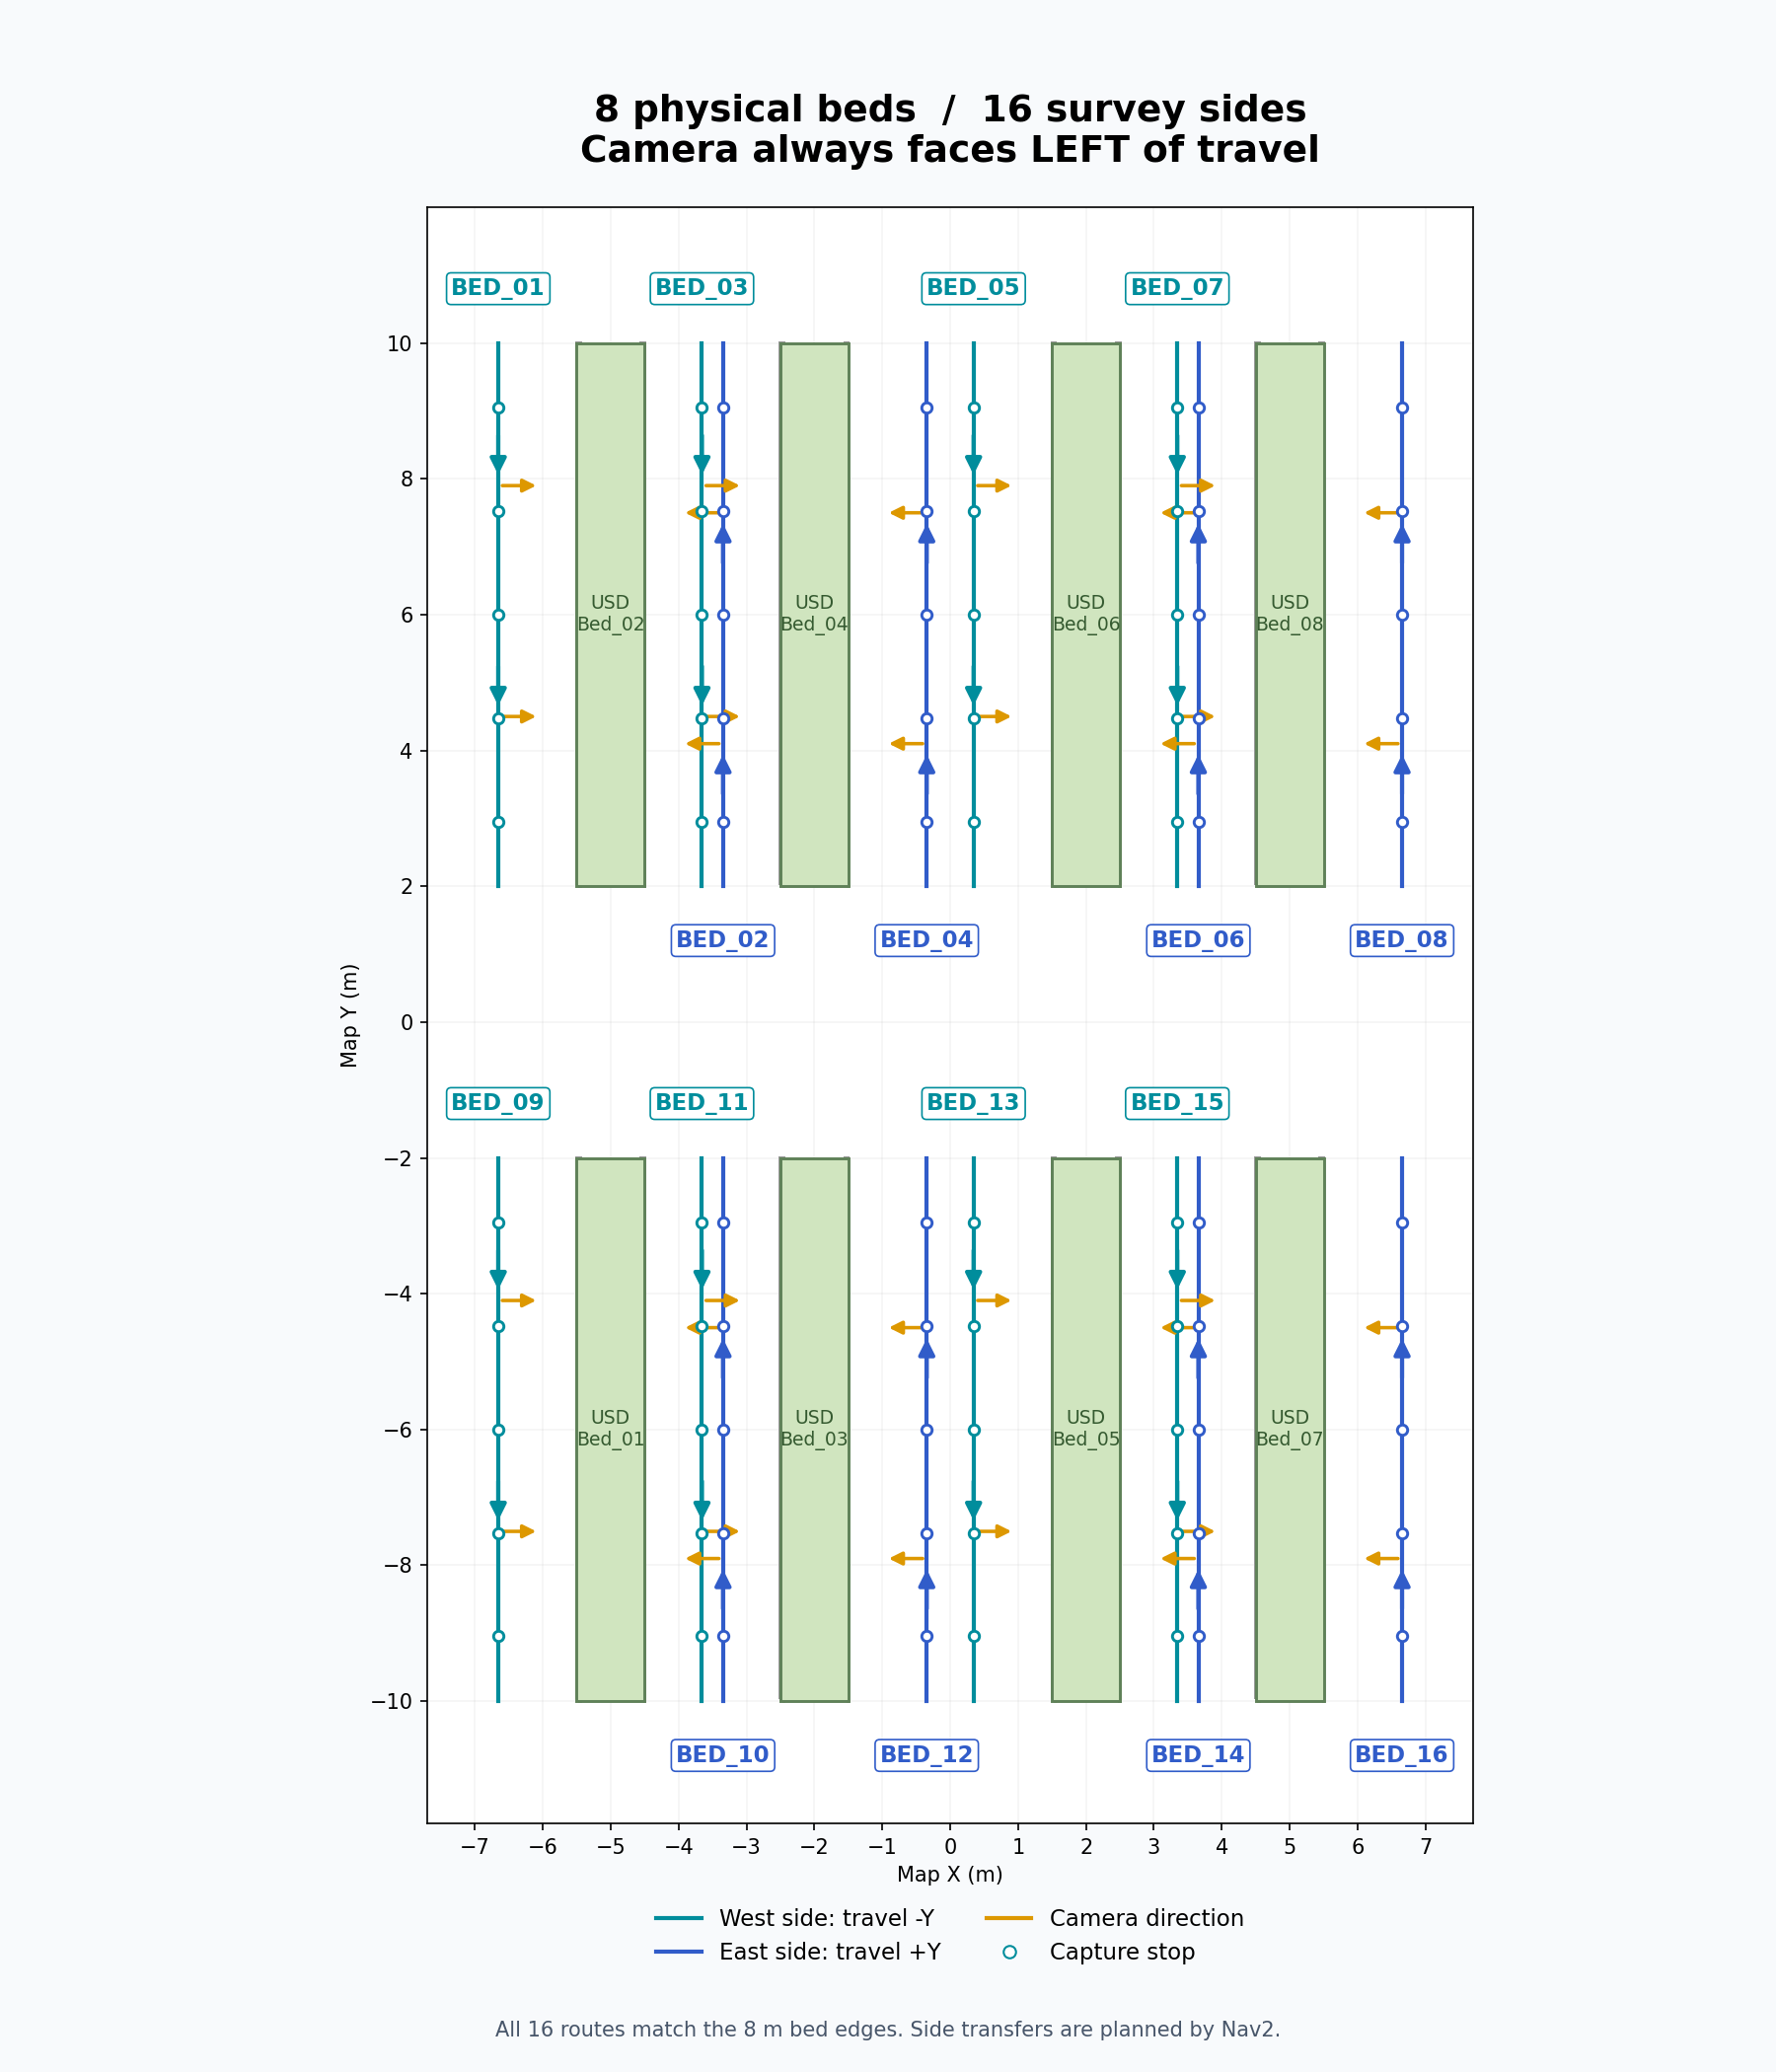 8 physical beds / 16 survey sides
Camera always faces LEFT of travel
BED_01
BED_03
BED_05
BED_07
10
8
6
4
2
0
−2
−4
−6
−8
−10
Map Y (m)
USD
Bed_02
USD
Bed_04
USD
Bed_06
USD
Bed_08
BED_02
BED_04
BED_06
BED_08
BED_09
BED_11
BED_13
BED_15
USD
Bed_01
USD
Bed_03
USD
Bed_05
USD
Bed_07
BED_10
BED_12
BED_14
BED_16
−7 −6 −5 −4 −3 −2 −1 0 1 2 3 4 5 6 7
Map X (m)
West side: travel -Y
East side: travel +Y
Camera direction
Capture stop
All 16 routes match the 8 m bed edges. Side transfers are planned by Nav2.